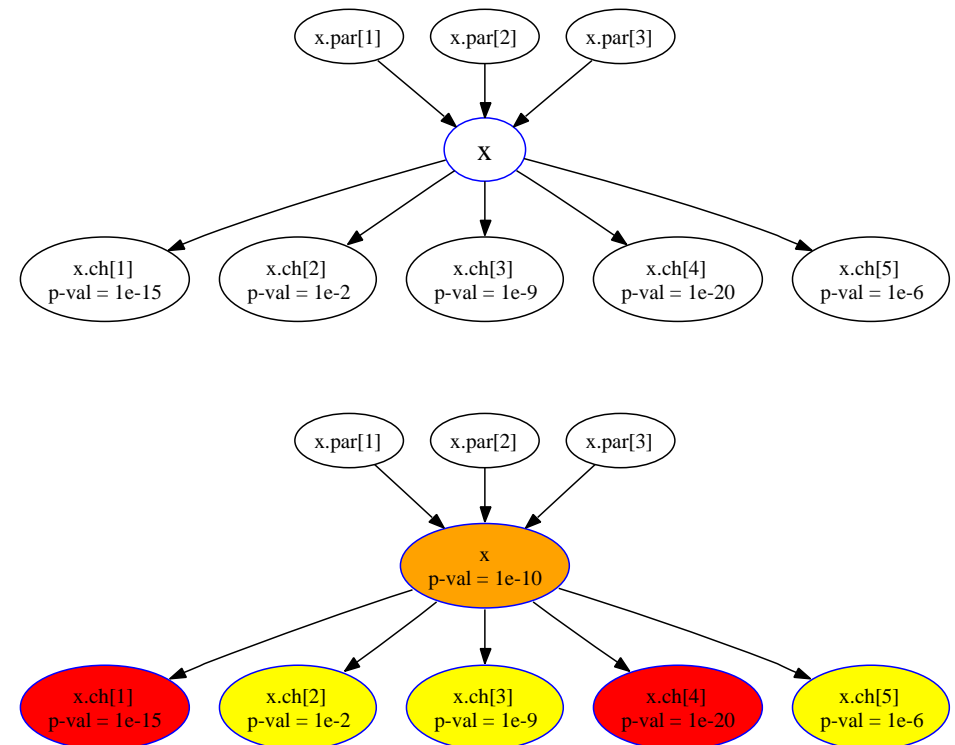 x.par[1]
x.par[2]
x.par[3]
x
x.ch[1]
p-val = 1e-15
x.ch[2]
p-val = 1e-2
x.ch[3]
p-val = 1e-9
x.ch[4]
p-val = 1e-20
x.ch[5]
p-val = 1e-6
x.par[1]
x.par[2]
x.par[3]
x
p-val = 1e-10
x.ch[1]
p-val = 1e-15
x.ch[2]
p-val = 1e-2
x.ch[3]
p-val = 1e-9
x.ch[4]
p-val = 1e-20
x.ch[5]
p-val = 1e-6